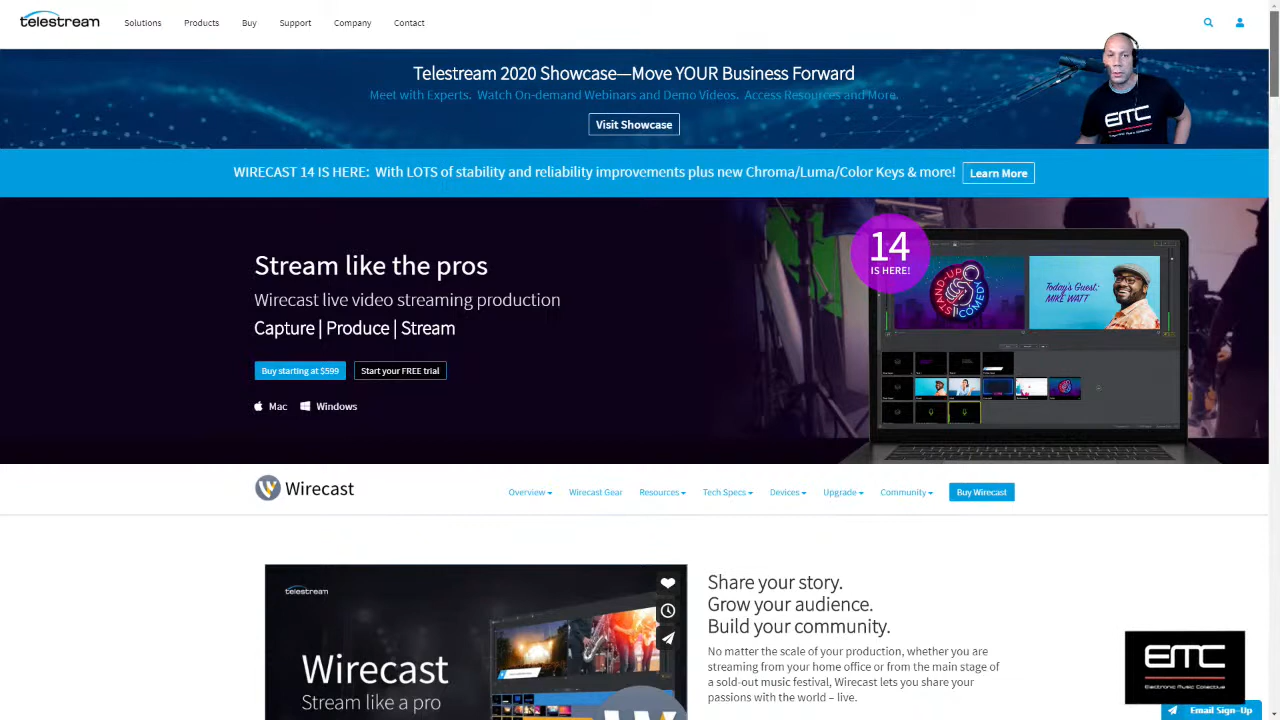 telestream
Solutions
Products
Buy
Support
Company
Contact
Telestream 2020 Showcase—Move YOUR Business Forward
Meet with Experts. Watch On-demand Webinars and Demo Videos. Access Resources and More.
Visit Showcase
EMC
WIRECAST 14 IS HERE: With LOTS of stability and reliability improvements plus new Chroma/Luma/Color Keys & more!
Learn More
Stream like the pros
Wirecast live video streaming production
Capture | Produce | Stream
Buy starting at $599
Start your FREE trial
Mac
Windows
14
IS HERE!
STAND-UP
COMEDY
Today's Guest:
MIKE WATT
Wirecast
Overview
Wirecast Gear
Resources
Tech Specs
Devices
Upgrade
Community
Buy Wirecast
telestream
Wirecast
Stream like a pro
Share your story.
Grow your audience.
Build your community.
No matter the scale of your production, whether you are
streaming from your home office or from the main stage of
a sold-out music festival, Wirecast lets you share your
passions with the world – live.
EMC
Electronic Music Collective
Email Sign-Up